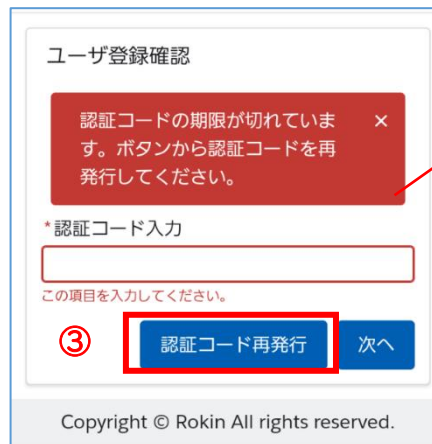 ユーザ登録確認
認証コードの期限が切れていま ×
す。ボタンから認証コードを再
発行してください。
*認証コード入力
この項目を入力してください。
③ 認証コード再発行 次へ
Copyright © Rokin All rights reserved.